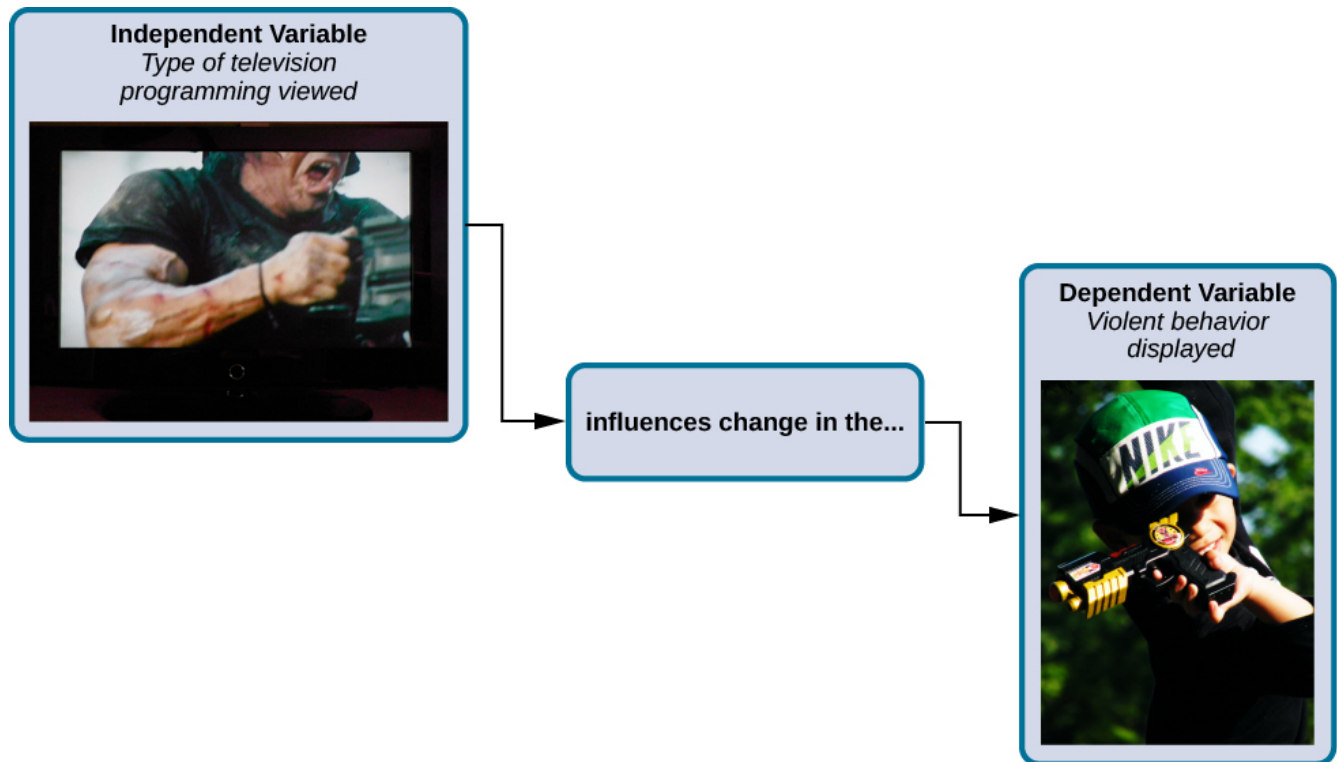 Independent Variable
Type of television
programming viewed
influences change in the...
Dependent Variable
Violent behavior
displayed
NIKE